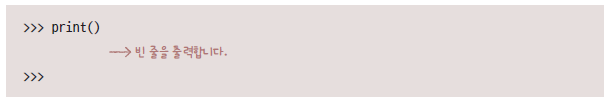 >>> print()
→ 빈 줄을 출력합니다.
>>>